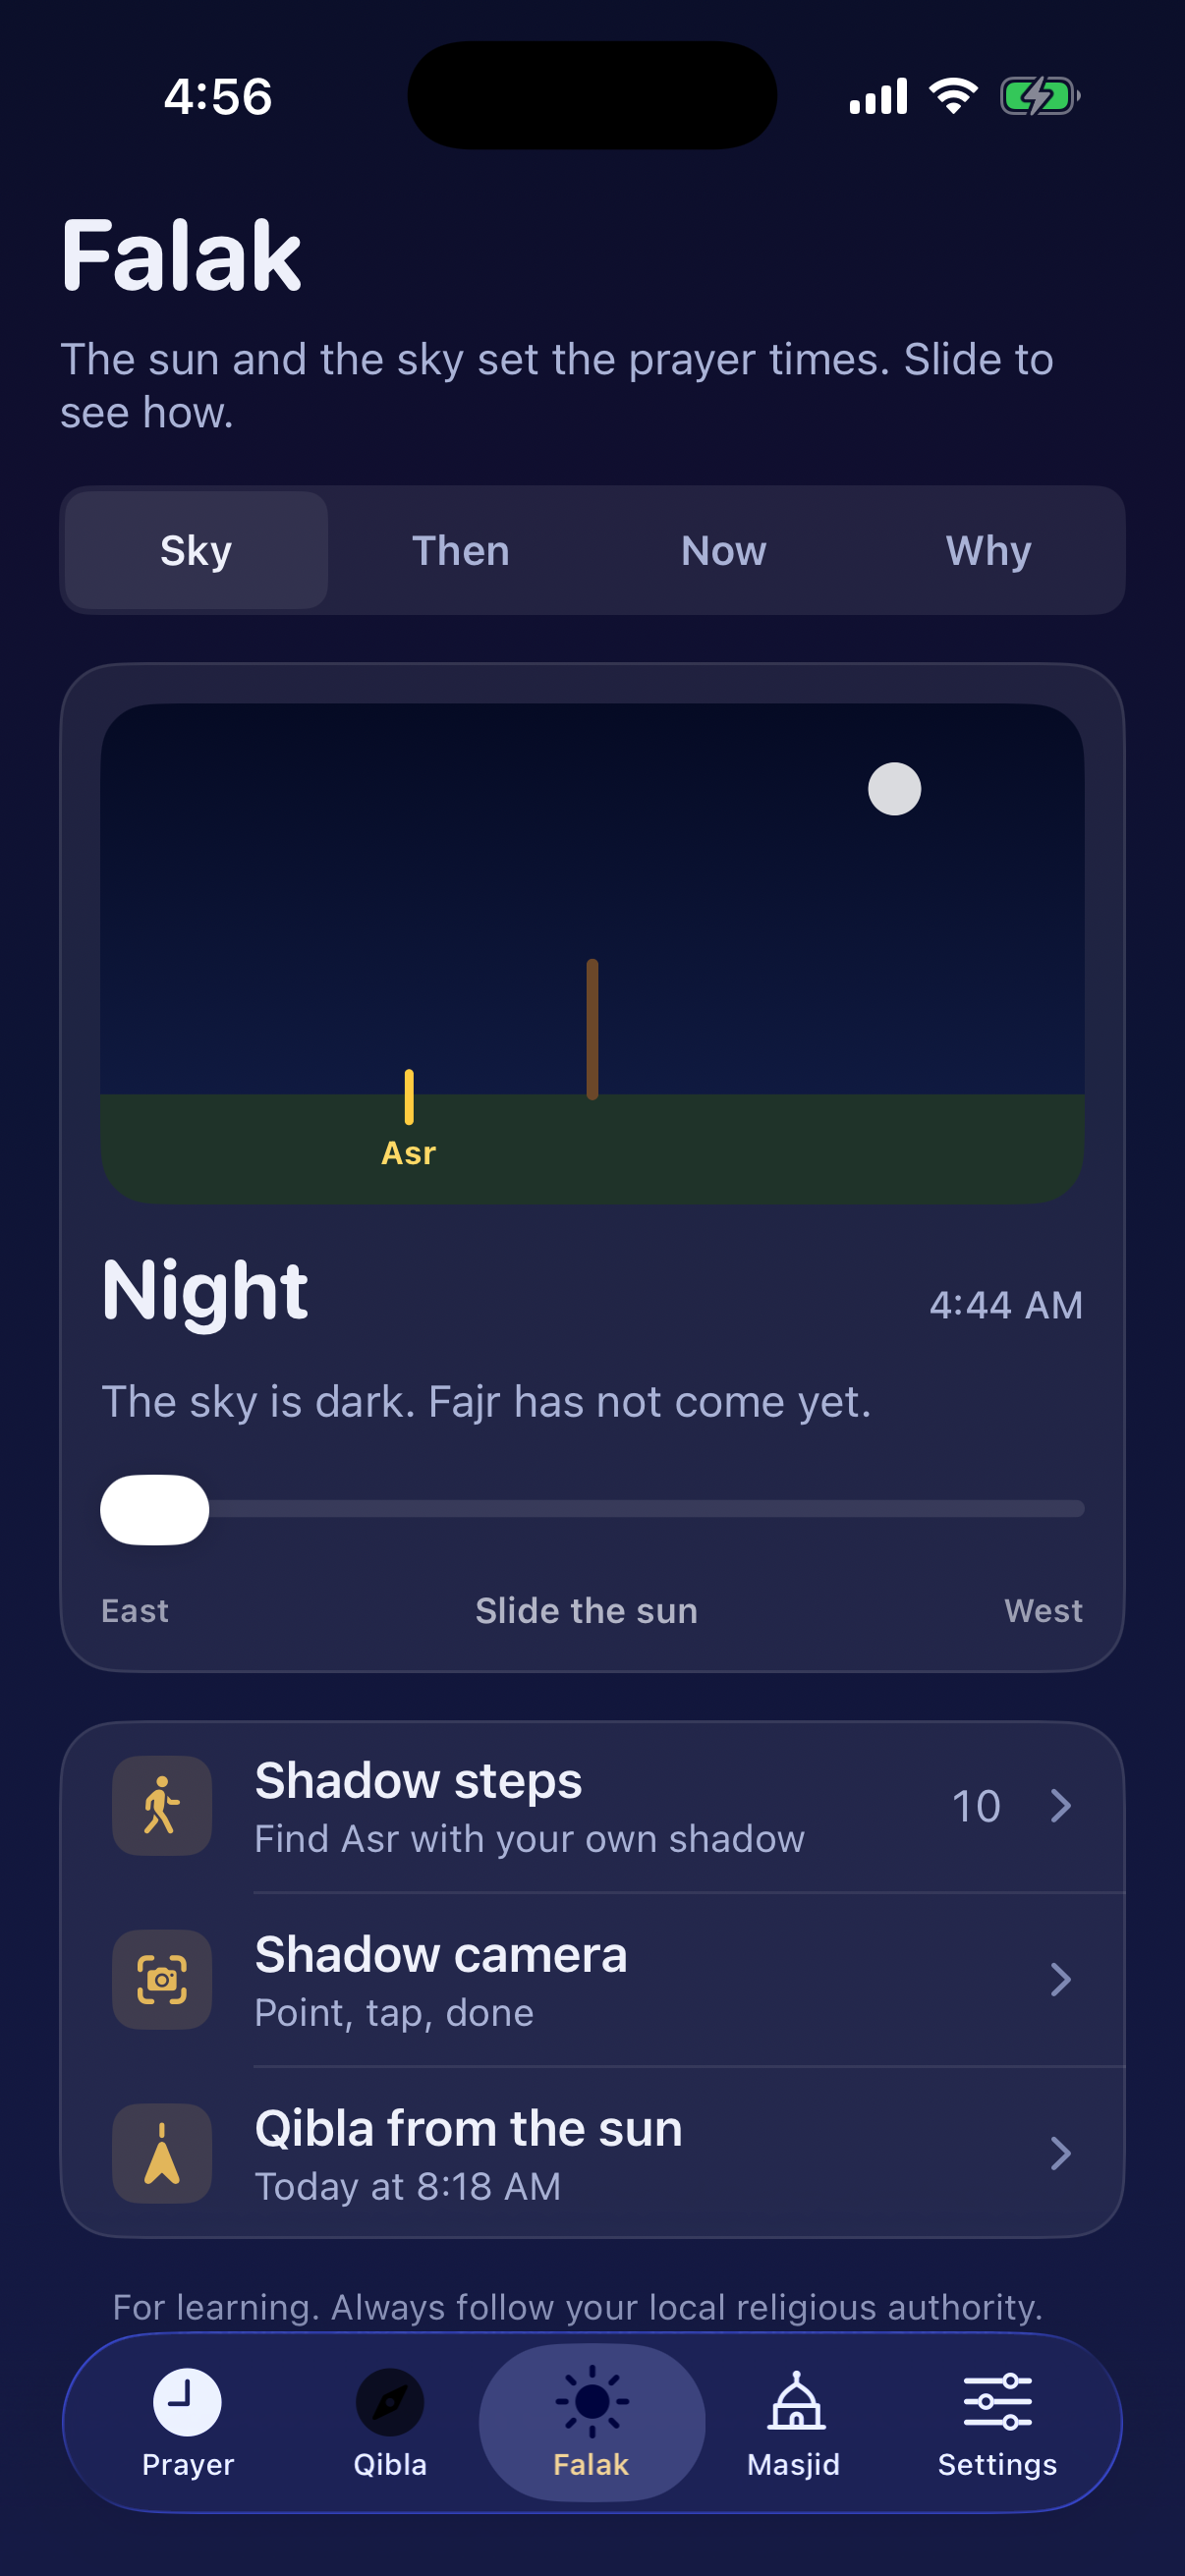 4:56
Falak
The sun and the sky set the prayer times. Slide to
see how.
Sky
Then
Now
Why
Asr
Night
4:44 AM
The sky is dark. Fajr has not come yet.
East
Slide the sun
West
Shadow steps
Find Asr with your own shadow
10
Shadow camera
Point, tap, done
Qibla from the sun
Today at 8:18 AM
For learning. Always follow your local religious authority.
Prayer
Qibla
Falak
Masjid
Settings